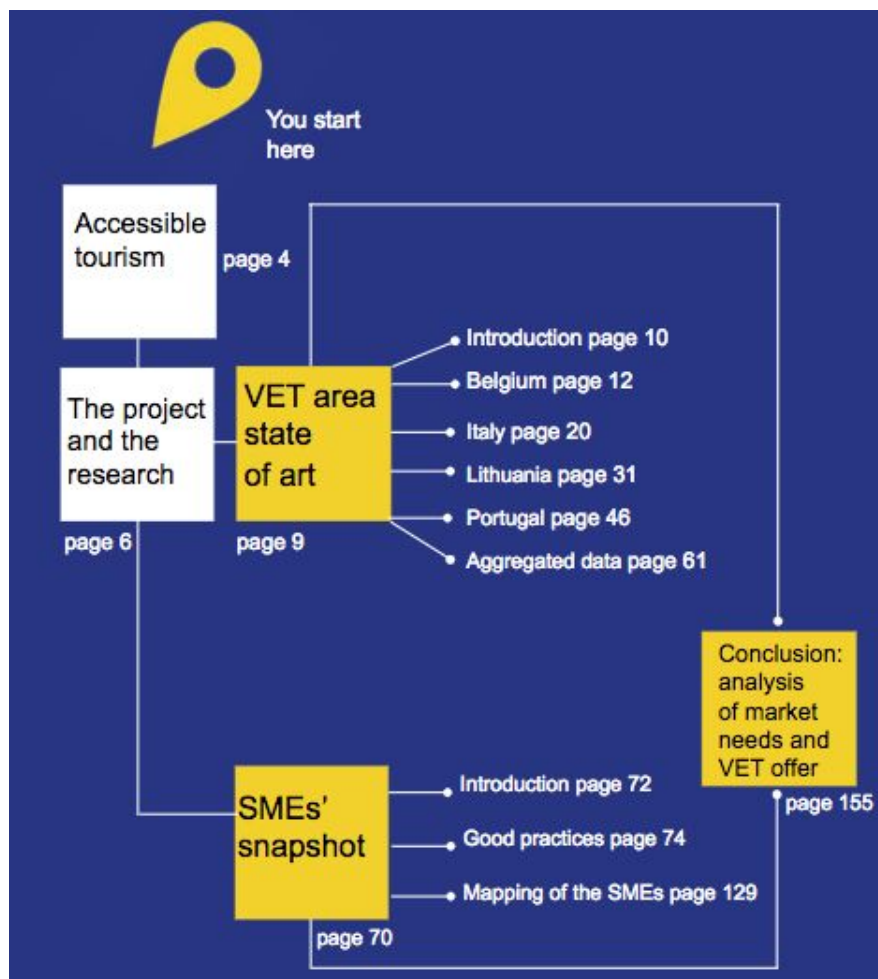 You start
here
Accessible
tourism
page 4
The project
and the
research
page 6
VET area
state
of art
page 9
Introduction page 10
Belgium page 12
Italy page 20
Lithuania page 31
Portugal page 46
Aggregated data page 61
SMEs'
snapshot
page 70
Introduction page 72
Good practices page 74
Mapping of the SMEs page 129
Conclusion:
analysis
of market
needs and
VET offer
page 155